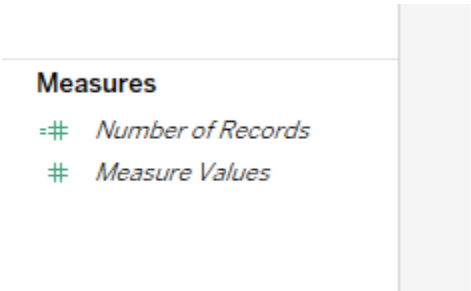 Measures
=# Number of Records
# Measure Values